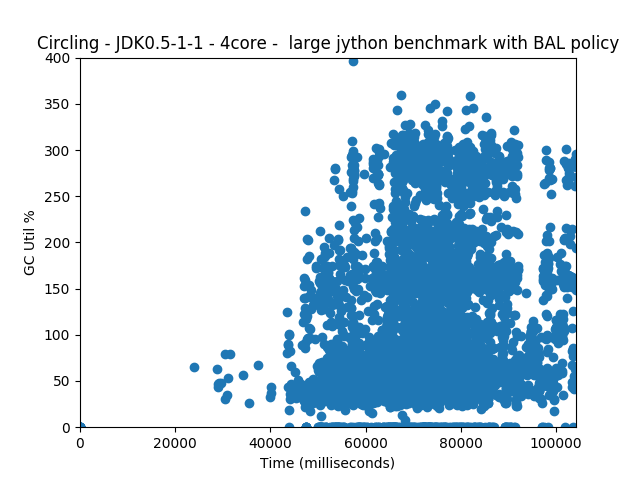 Circling - JDK0.5-1-1 - 4core -  large jython benchmark with BAL policy
400
350
300
250
200
150
100
50
0
GC Util %
0 20000 40000 60000 80000 100000
Time (milliseconds)